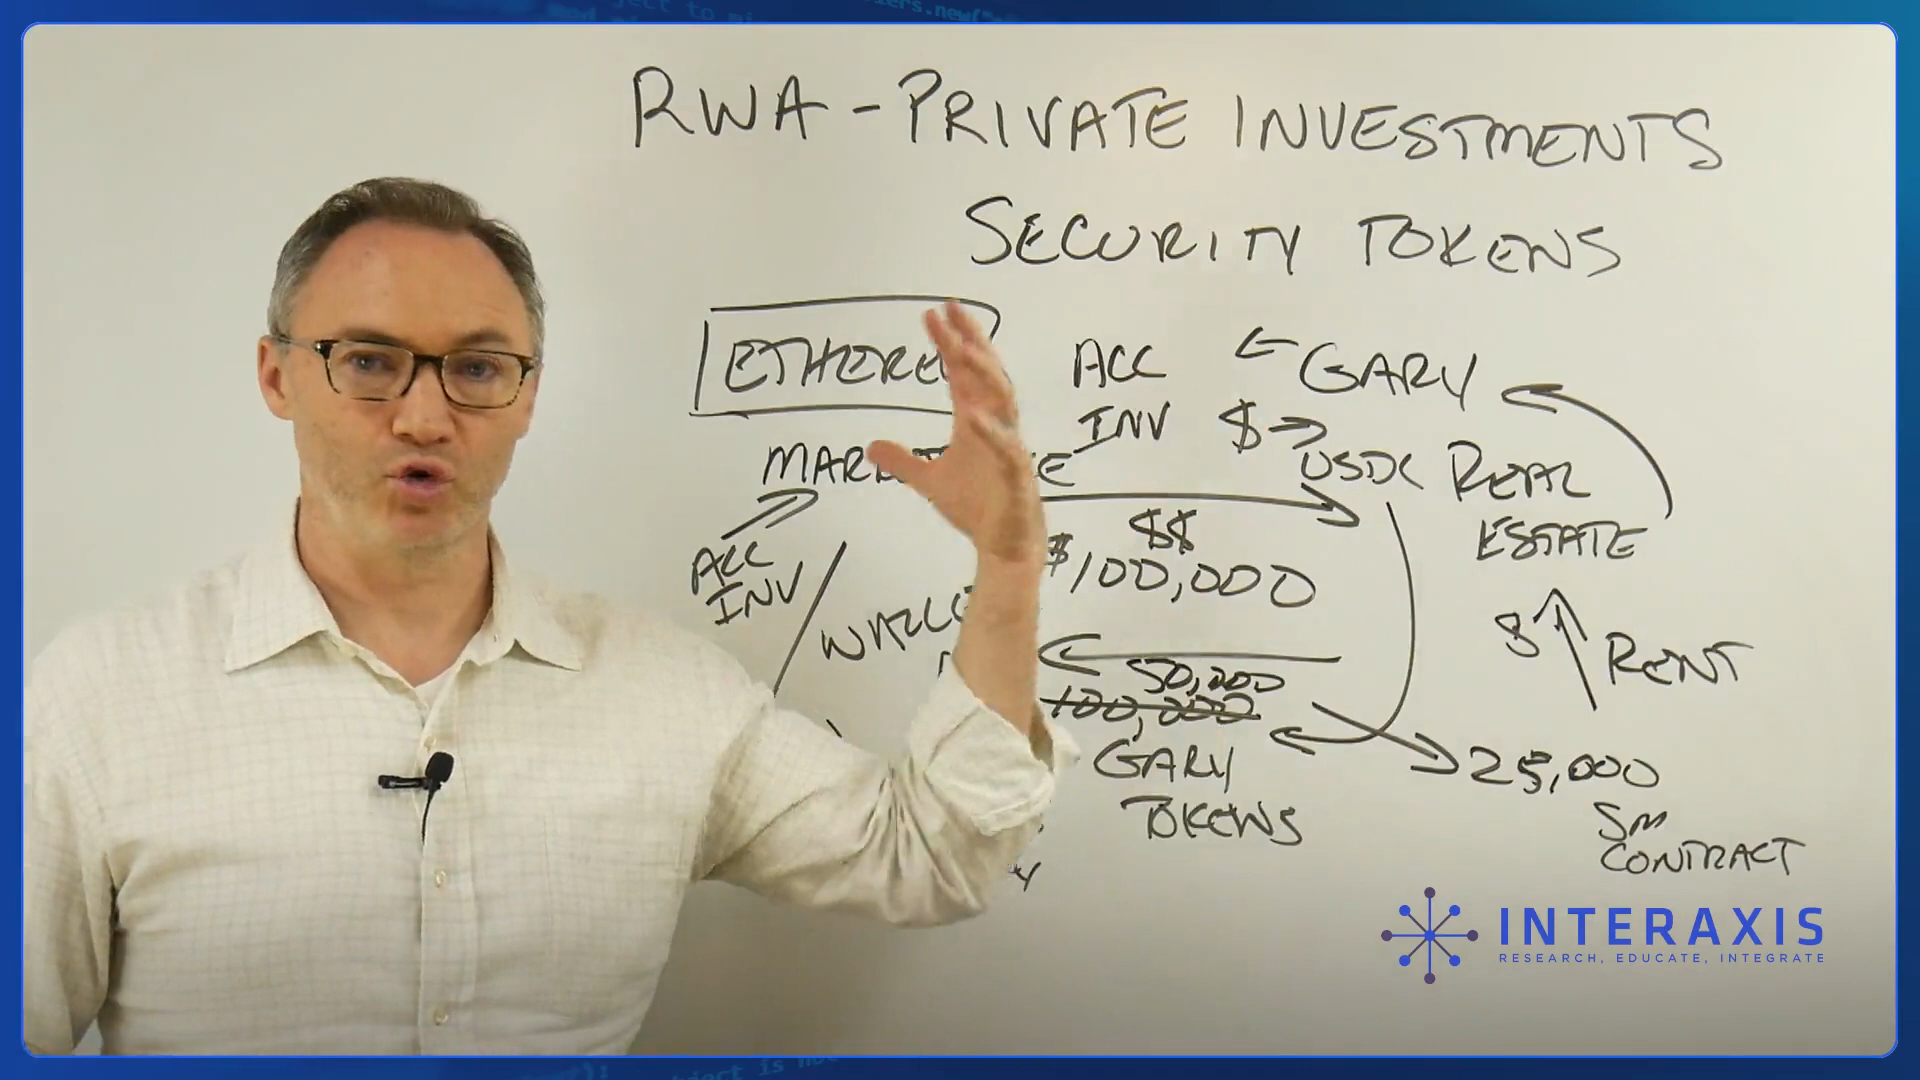 RWA - PRIVATE INVESTMENTS
SECURITY TOKENS
ACC
INV
GARY
$
USDC
REAL
ESTATE
$$
$100,000
ACC
INV
50,000
100,000
GARY
TOKENS
$
RENT
25,000
SM
CONTRACT
INTERAXIS
RESEARCH, EDUCATE, INTEGRATE